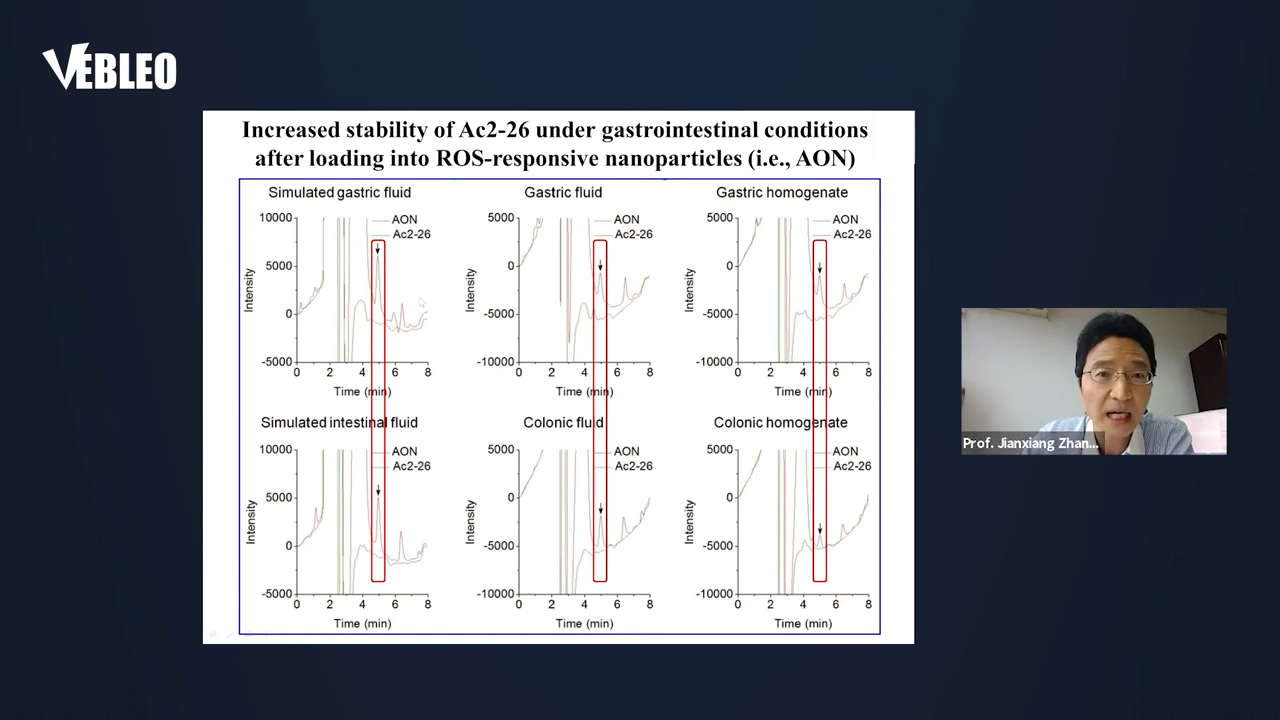 VEBLEO
Increased stability of Ac2-26 under gastrointestinal conditions
after loading into ROS-responsive nanoparticles (i.e., AON)
Simulated gastric fluid
AON
Ac2-26
10000
5000
0
-5000
Intensity
0 2 4 6 8
Time (min)
Gastric fluid
AON
Ac2-26
5000
0
-5000
-10000
Intensity
0 2 4 6 8
Time (min)
Gastric homogenate
AON
Ac2-26
5000
0
-5000
-10000
Intensity
0 2 4 6 8
Time (min)
Simulated intestinal fluid
AON
Ac2-26
10000
5000
0
-5000
Intensity
0 2 4 6 8
Time (min)
Colonic fluid
AON
Ac2-26
5000
0
-5000
-10000
Intensity
0 2 4 6 8
Time (min)
Colonic homogenate
AON
Ac2-26
5000
0
-5000
-10000
Intensity
0 2 4 6 8
Time (min)
Prof. Jianxiang Zhan...